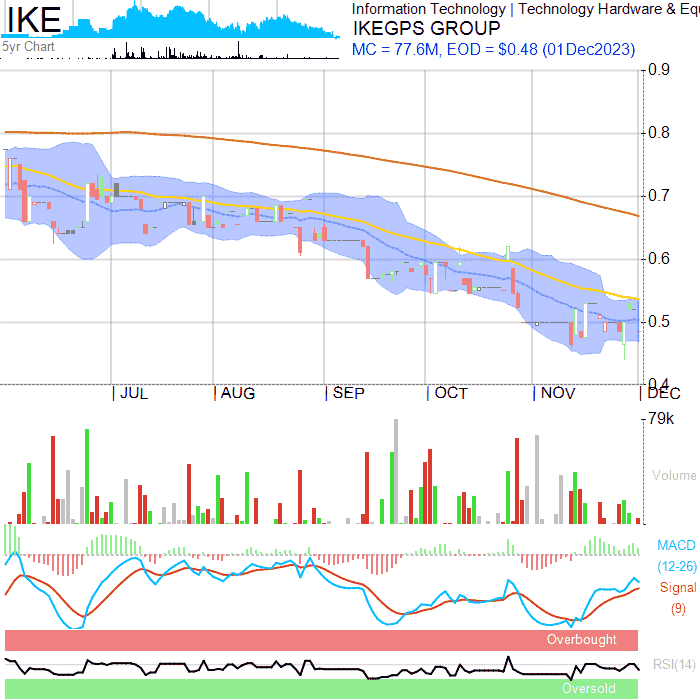 IKE
5yr Chart
Information Technology | Technology Hardware & Equ
IKEGPS GROUP
MC = 77.6M, EOD = $0.48 (01Dec2023)
0.9
0.8
0.7
0.6
0.5
0.4
| JUL | AUG | SEP | OCT | NOV | DEC
79k
Volume
MACD
(12-26)
Signal
(9)
Overbought
RSI(14)
Oversold